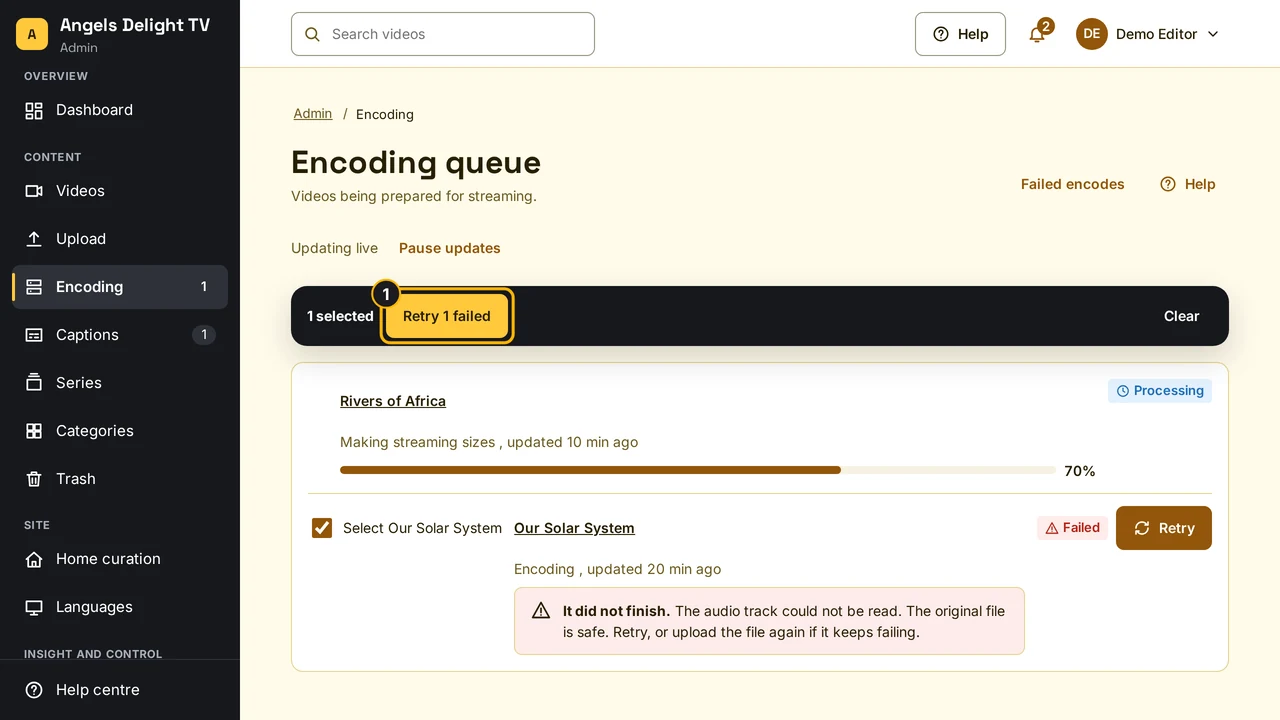 A
Angels Delight TV
Admin
OVERVIEW
Dashboard
CONTENT
Videos
Upload
Encoding 1
Captions 1
Series
Categories
Trash
SITE
Home curation
Languages
INSIGHT AND CONTROL
Help centre
Search videos
Help
2
DE Demo Editor
Admin / Encoding
Encoding queue
Videos being prepared for streaming.
Failed encodes
Help
Updating live Pause updates
1
1 selected Retry 1 failed Clear
Rivers of Africa Processing
Making streaming sizes , updated 10 min ago
70%
Select Our Solar System Our Solar System Failed Retry
Encoding , updated 20 min ago
It did not finish. The audio track could not be read. The original file
is safe. Retry, or upload the file again if it keeps failing.